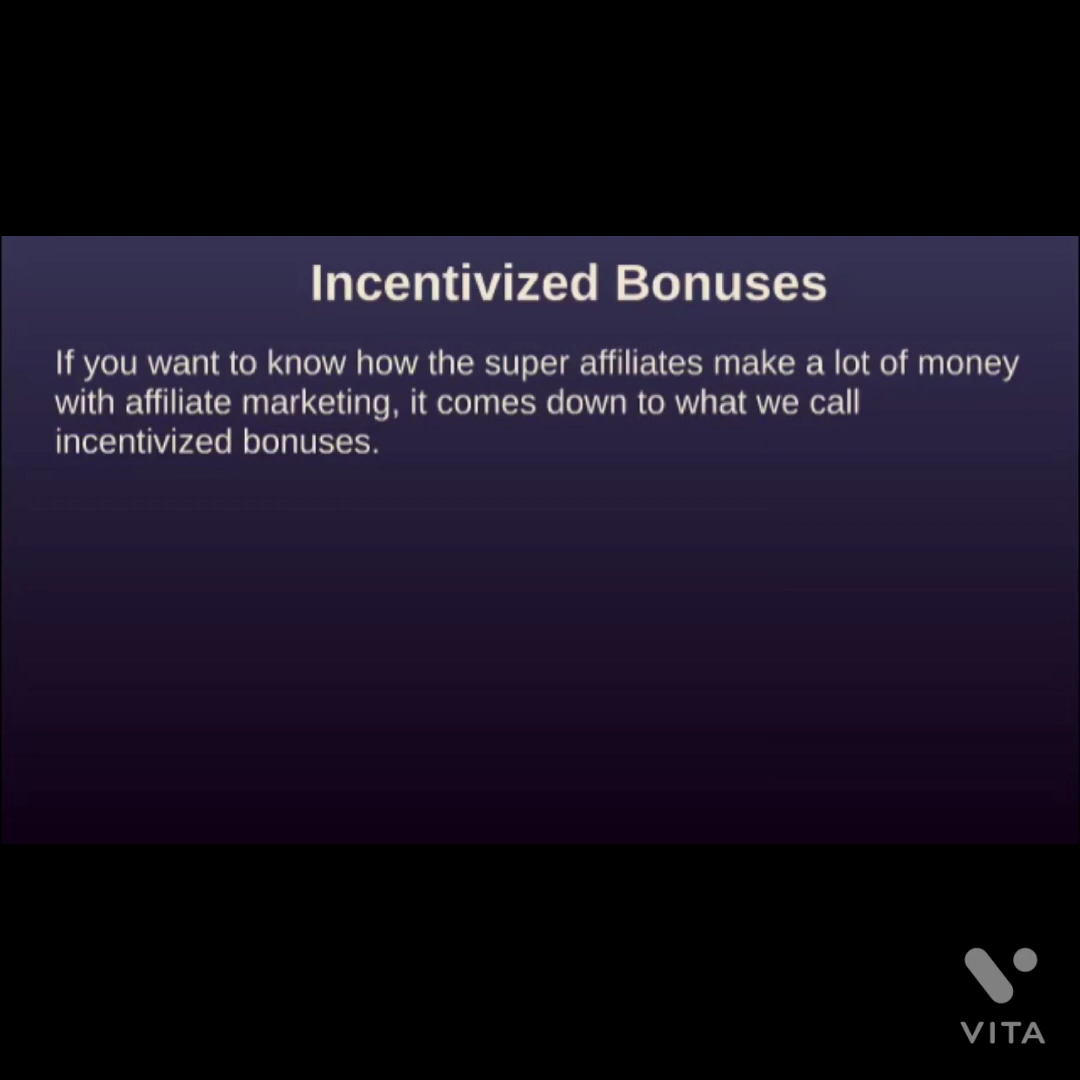 Incentivized Bonuses
If you want to know how the super affiliates make a lot of money
with affiliate marketing, it comes down to what we call
incentivized bonuses.
VITA